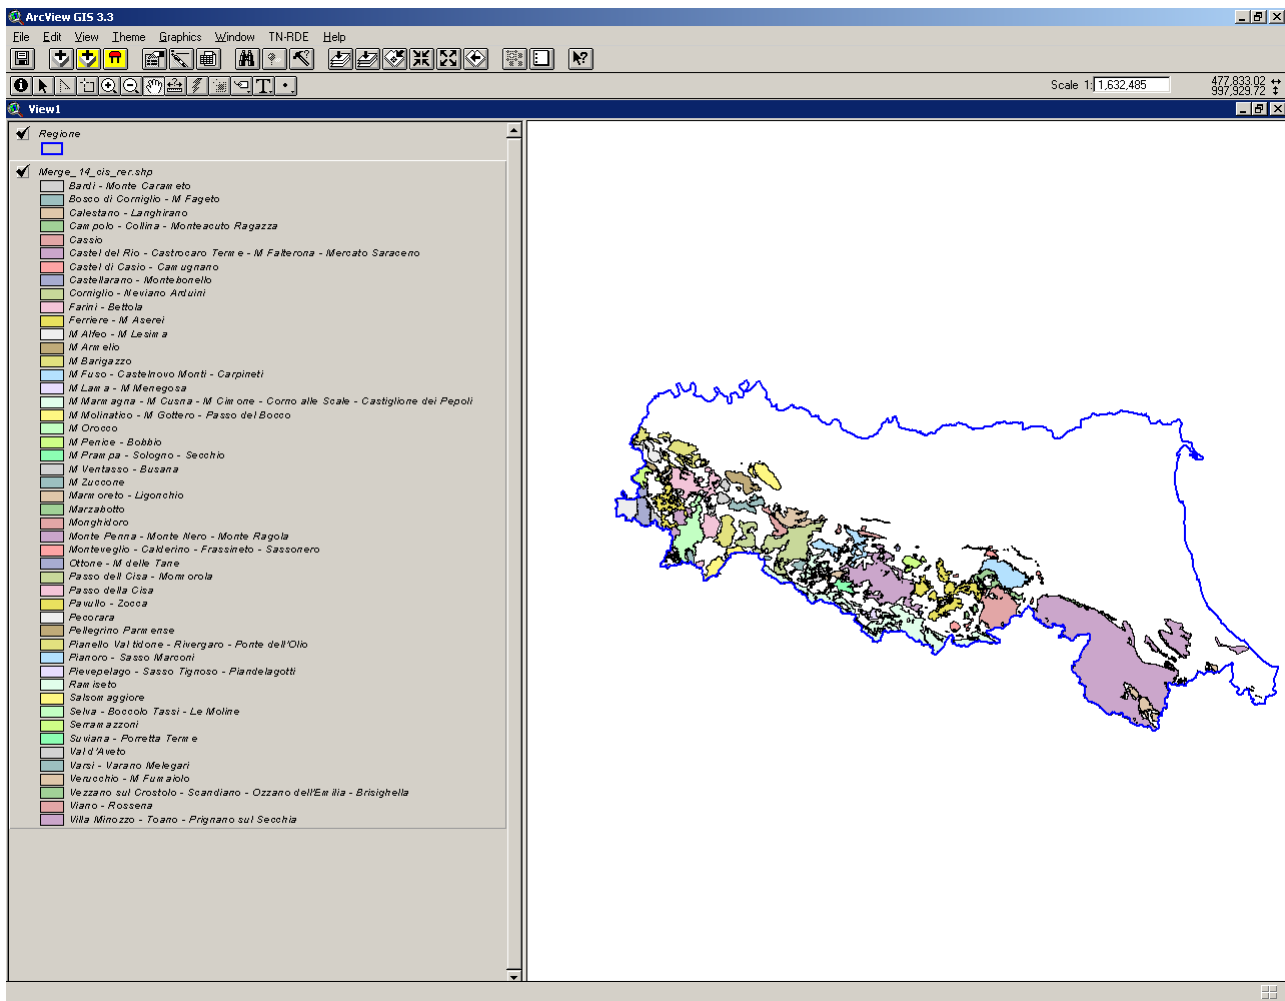 ArcView GIS 3.3
File Edit View Theme Graphics Window TN-RDE Help
Scale 1: 1,632,485
477,833.02
997,929.72
View1
Regione
Merge_14_cis_rer.shp
Bardi - Monte Carameto
Bosco di Corniglio - M Fageto
Calestano - Langhirano
Campolo - Collina - Monteacuto Ragazza
Cassio
Castel del Rio - Castrocaro Terme - M Falterona - Mercato Saraceno
Castel di Casio - Camugnano
Castellarano - Montebonello
Corniglio - Neviano Arduini
Farini - Bettola
Ferriere - M Aserei
M Alfeo - M Lesima
M Armelio
M Barigazzo
M Fuso - Castelnovo Monti - Carpineti
M Lama - M Menegosa
M Marmagna - M Cusna - M Cimone - Corno alle Scale - Castiglione dei Pepoli
M Molinatico - M Gottero - Passo del Bocco
M Orocco
M Penice - Bobbio
M Prampa - Sologno - Secchio
M Ventasso - Busana
M Zuccone
Marmoreto - Ligonchio
Marzabotto
Monghidoro
Monte Penna - Monte Nero - Monte Ragola
Monteveglio - Calderino - Frassineto - Sassonero
Ottone - M delle Tane
Passo dell Cisa - Mormorola
Passo della Cisa
Pavullo - Zocca
Pecorara
Pellegrino Parmense
Pianello Val tidone - Rivergaro - Ponte dell'Olio
Pianoro - Sasso Marconi
Pievepelago - Sasso Tignoso - Piandelagotti
Ramiseto
Salsomaggiore
Selva - Boccolo Tassi - Le Moline
Serramazzoni
Suviana - Porretta Terme
Val d'Aveto
Varsi - Varano Melegari
Verucchio - M Fumaiolo
Vezzano sul Crostolo - Scandiano - Ozzano dell'Emilia - Brisighella
Viano - Rossena
Villa Minozzo - Toano - Prignano sul Secchia